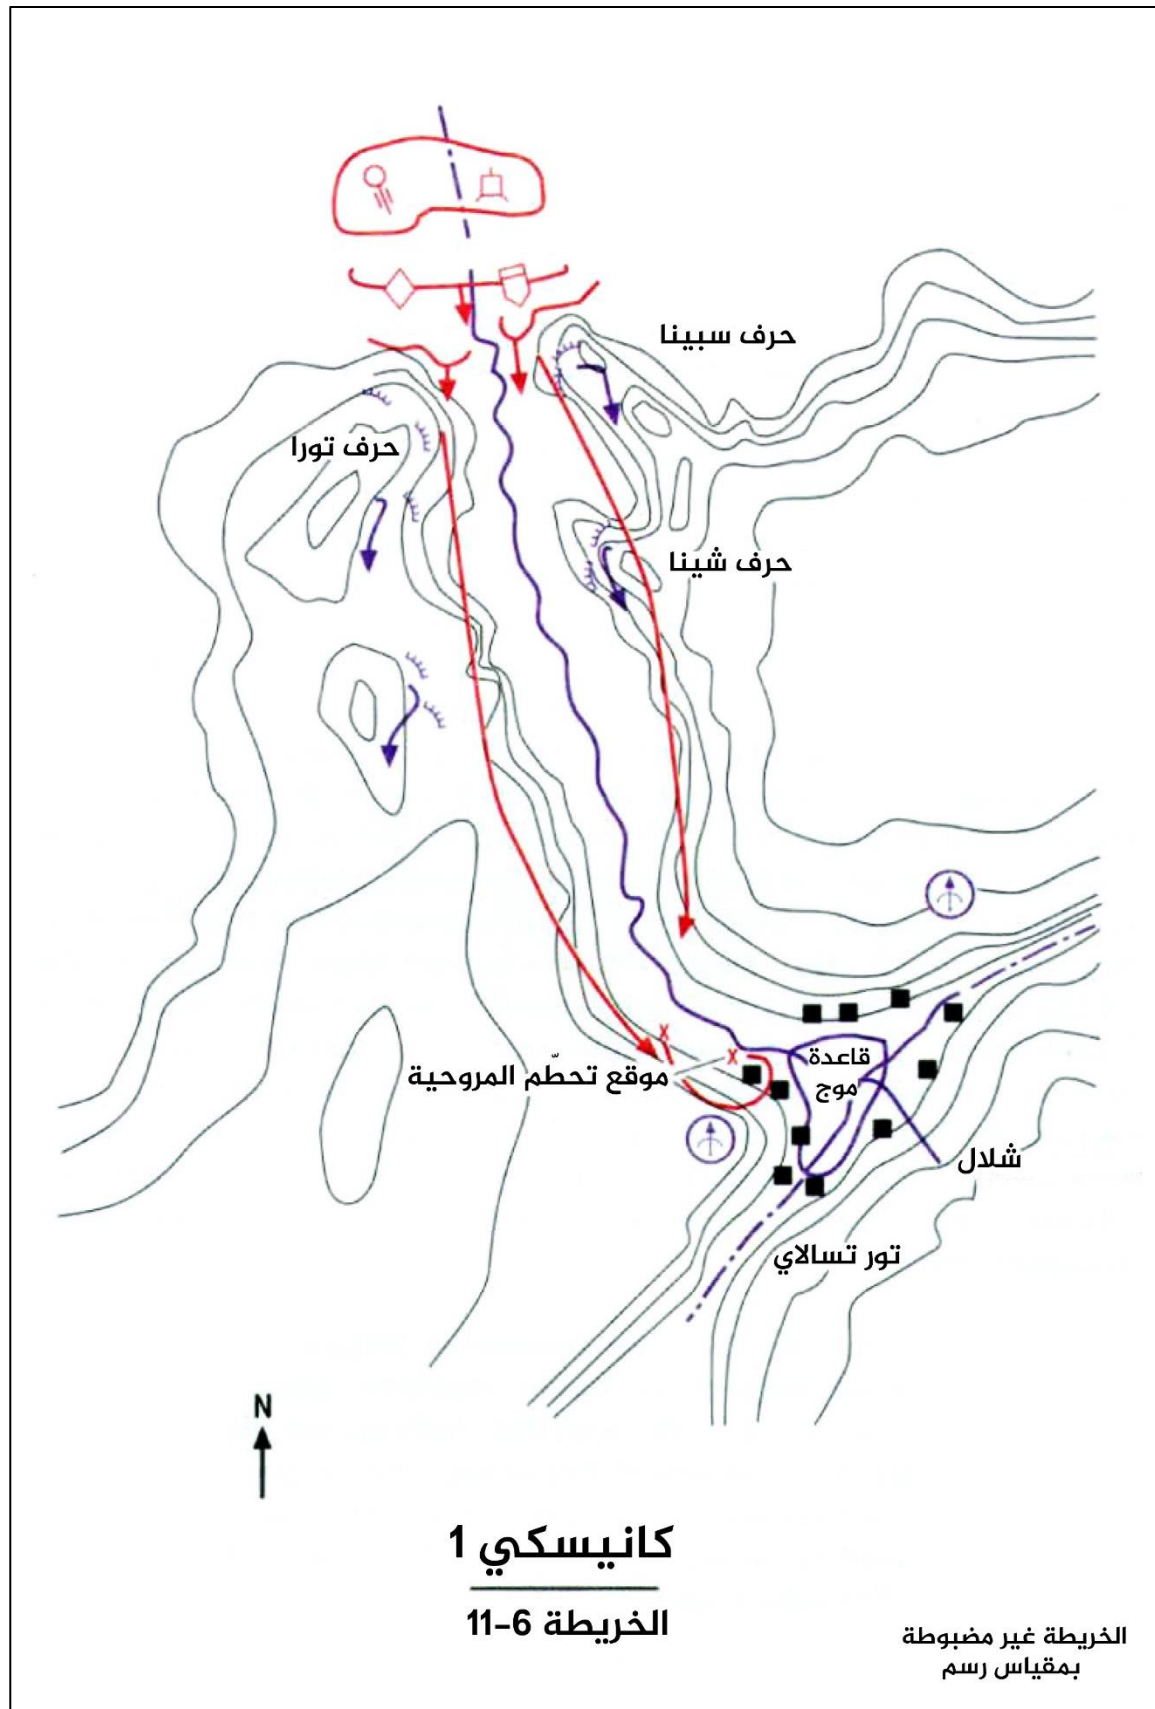 حرف سبينا
حرف تورا
حرف شينا
قاعدة
موج
موقع تحطّم المروحية
شلال
تور تسالاي
N
كانيسكي 1
الخريطة 6-11
الخريطة غير مضبوطة
بمقياس رسم